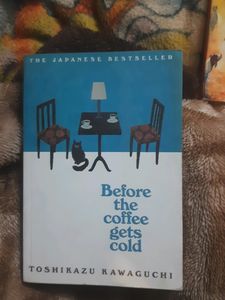 THE JAPANESE BESTSELLER
Before
the
coffee
gets
cold
TOSHIKAZU KAWAGUCHI